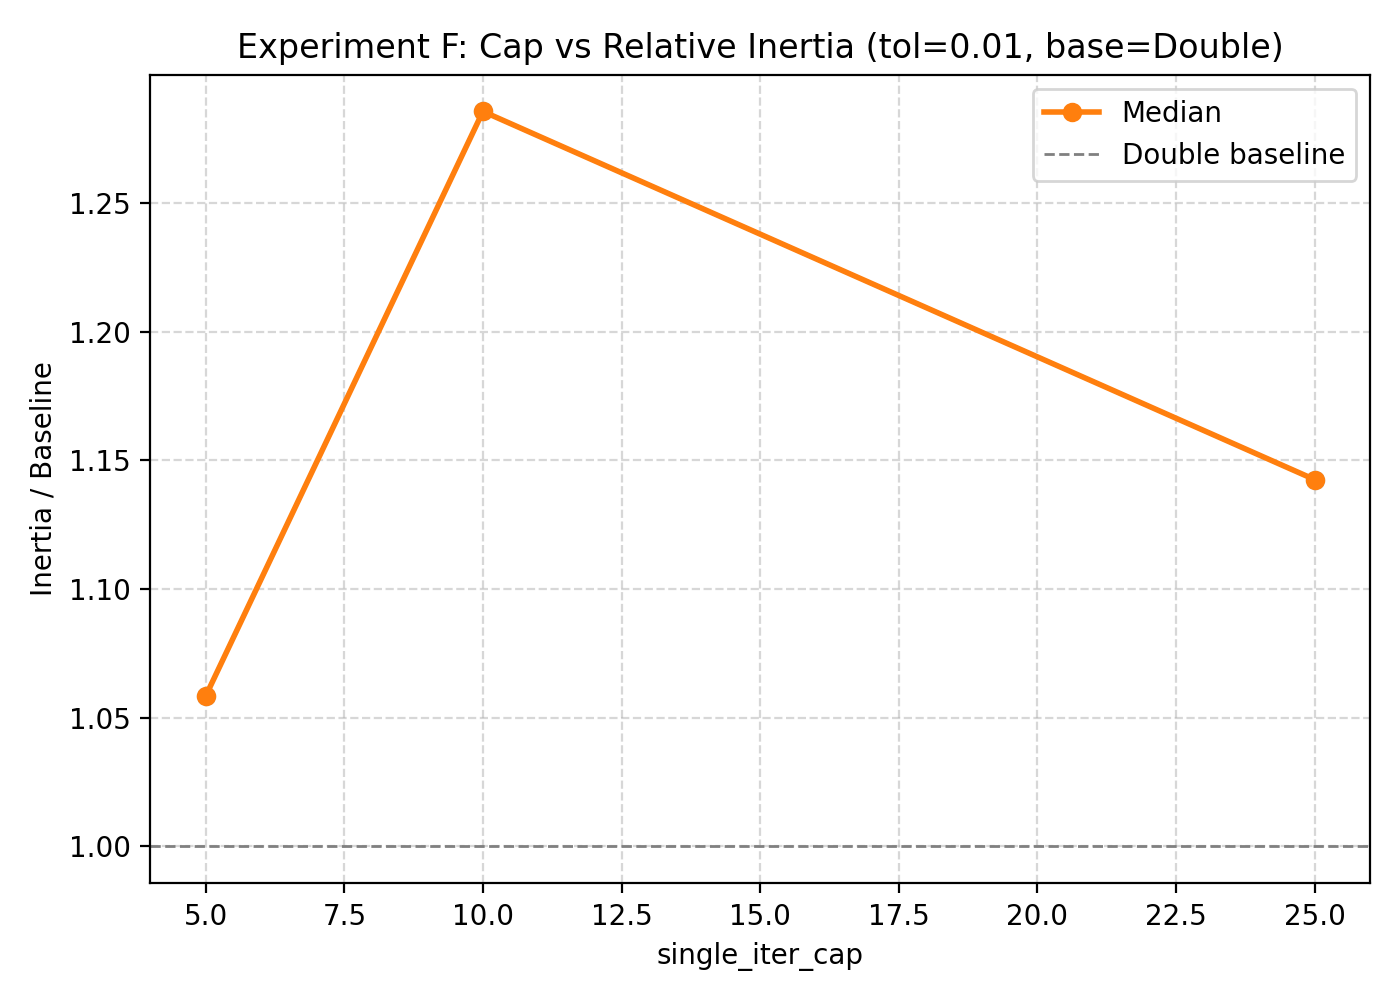 Experiment F: Cap vs Relative Inertia (tol=0.01, base=Double)
Median
Double baseline
Inertia / Baseline
1.25
1.20
1.15
1.10
1.05
1.00
5.0 7.5 10.0 12.5 15.0 17.5 20.0 22.5 25.0
single_iter_cap